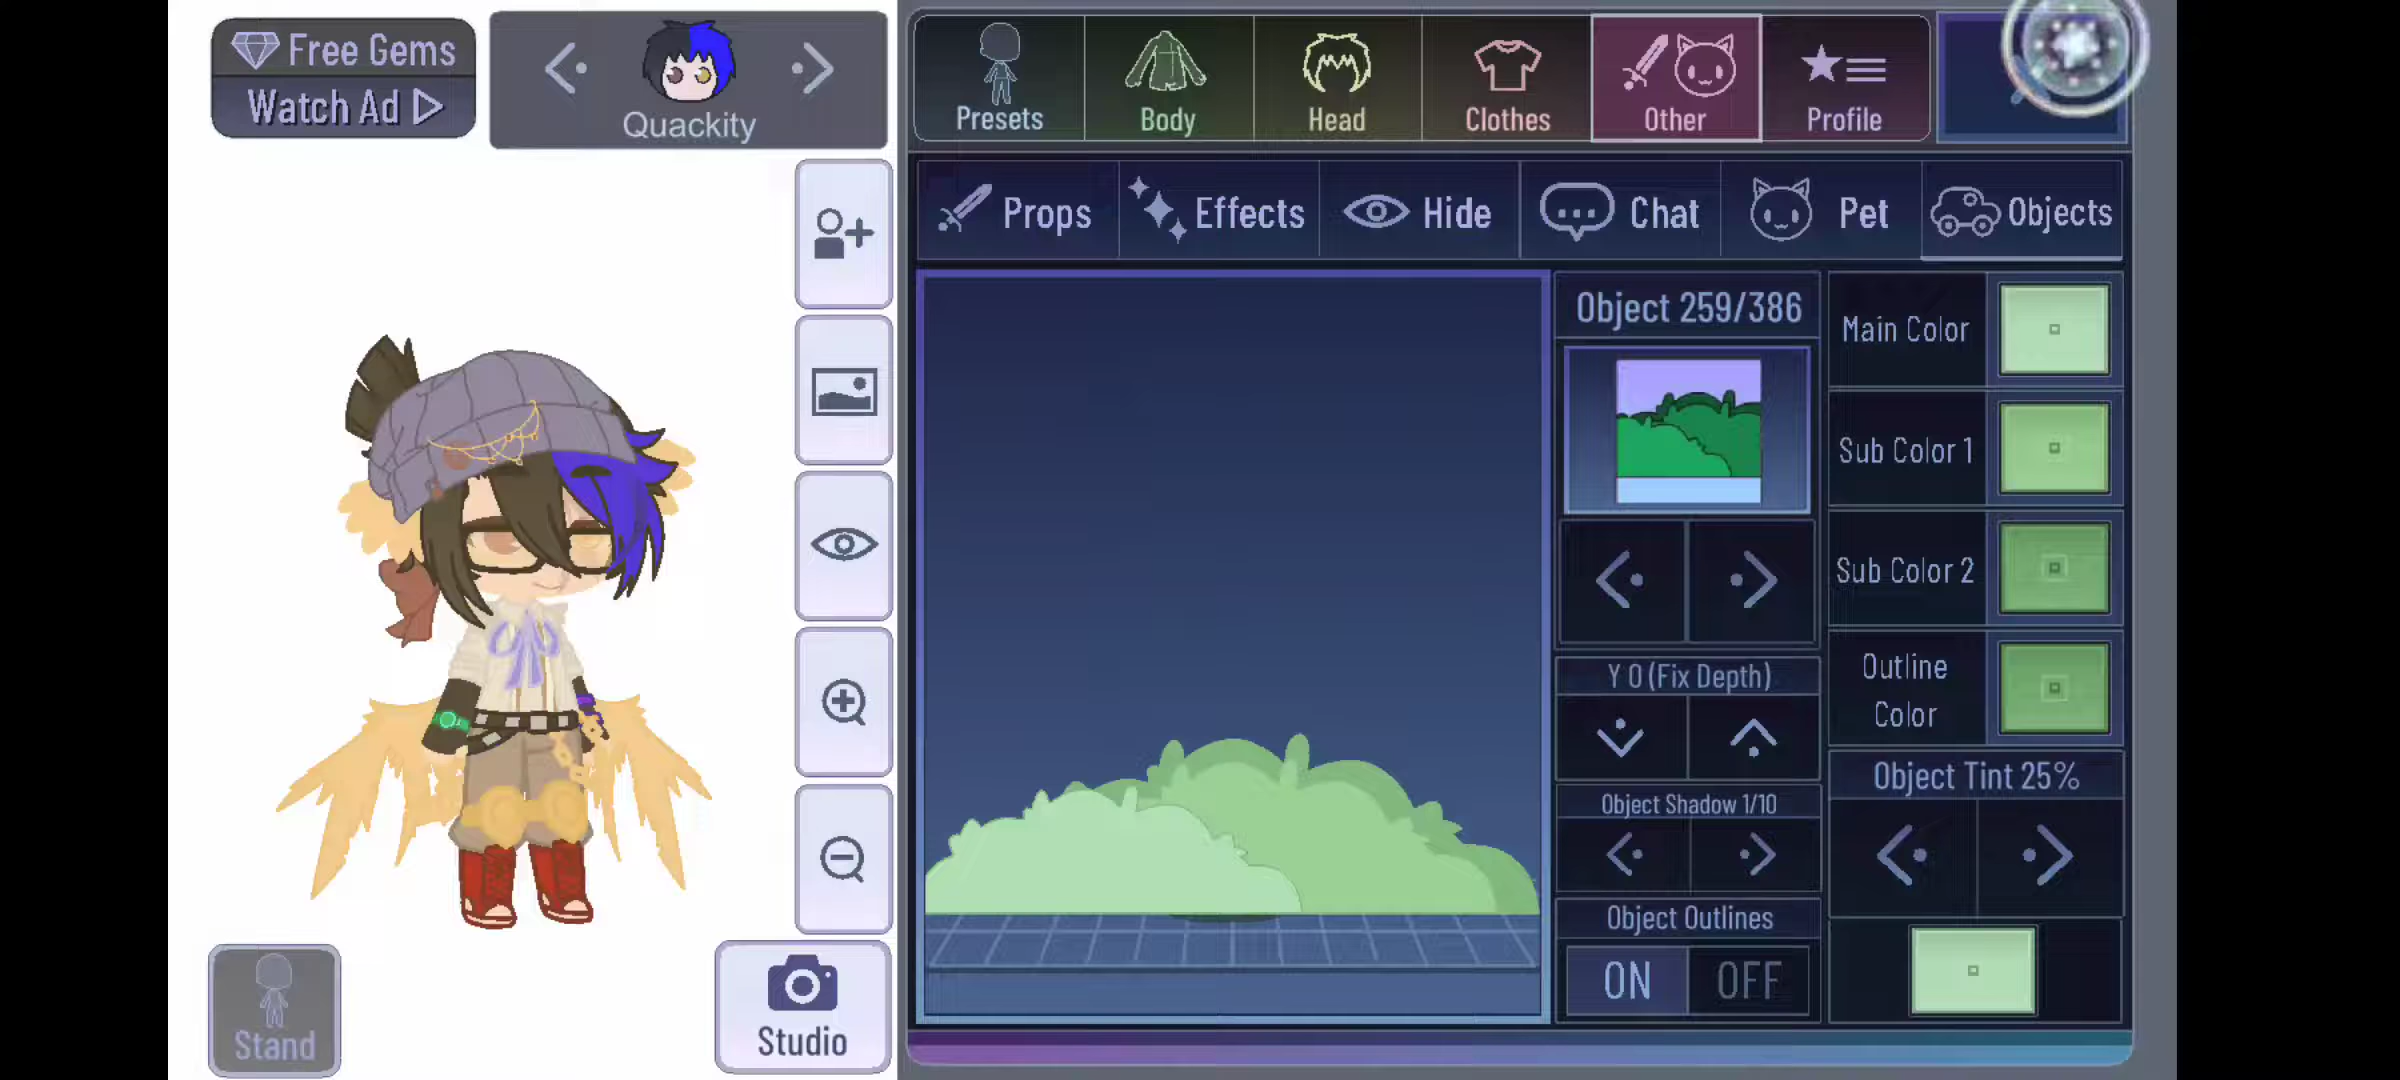 Free Gems
Watch Ad
Quackity
Presets
Body
Head
Clothes
Other
Profile
Props
Effects
Hide
Chat
Pet
Objects
Object 259/386
Main Color
Sub Color 1
Sub Color 2
Y 0 (Fix Depth)
Outline
Color
Object Tint 25%
Object Shadow 1/10
Object Outlines
ON
OFF
Stand
Studio